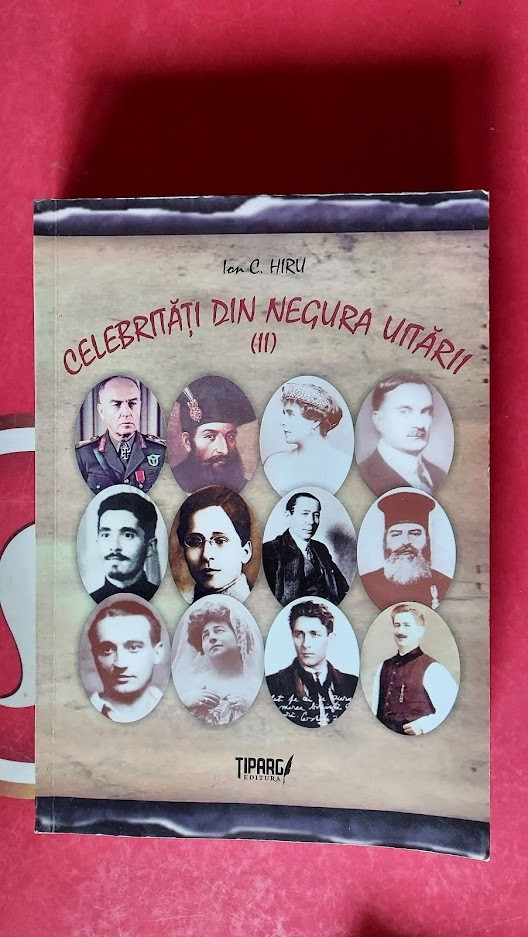 Ion C. HIRU
CELEBRITĂȚI DIN NEGURA UITĂRII
(II)
TIPARG
EDITURA